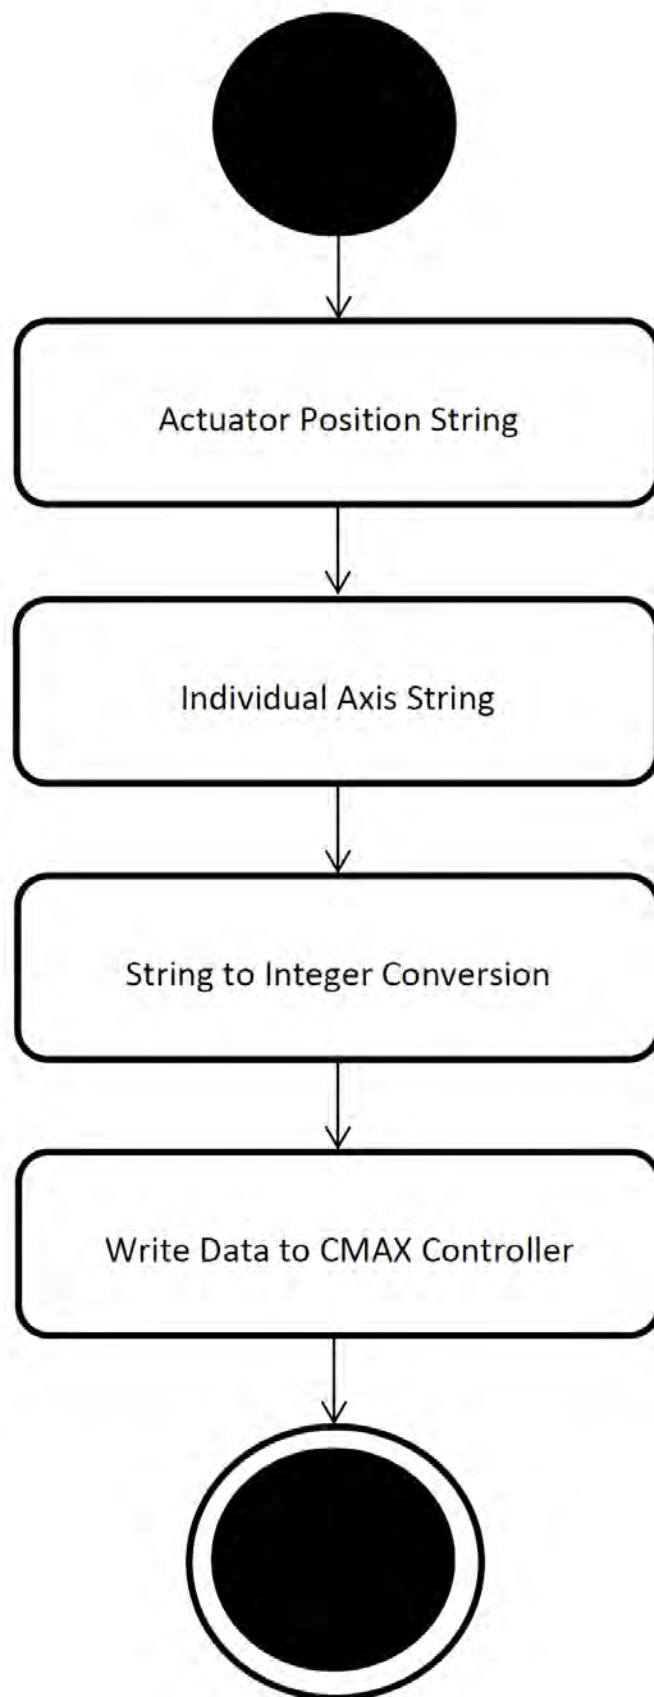 Actuator Position String
Individual Axis String
String to Integer Conversion
Write Data to CMAX Controller